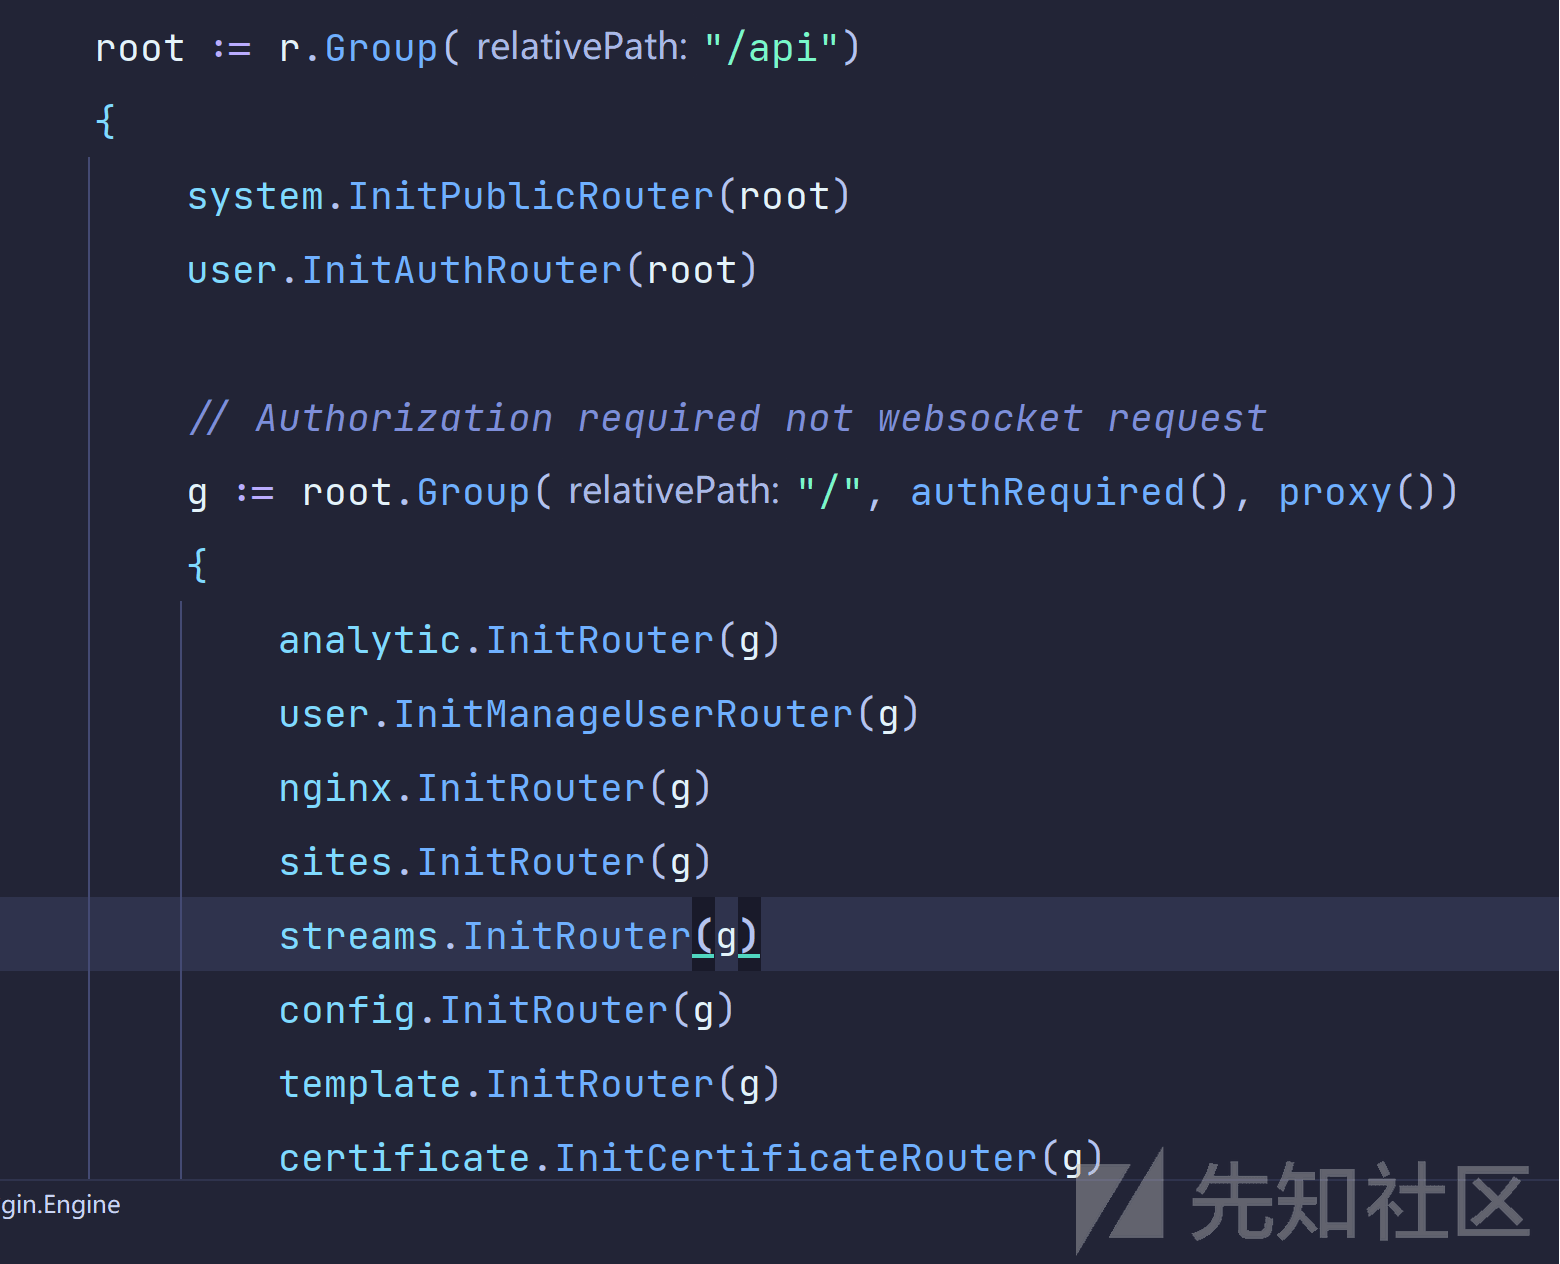 root := r.Group( relativePath: "/api")
{
system.InitPublicRouter(root)
user.InitAuthRouter(root)
// Authorization required not websocket request
g := root.Group( relativePath: "/", authRequired(), proxy())
{
analytic.InitRouter(g)
user.InitManageUserRouter(g)
nginx.InitRouter(g)
sites.InitRouter(g)
streams.InitRouter(g)
config.InitRouter(g)
template.InitRouter(g)
certificate.InitCertificateRouter(g)
gin.Engine
先知社区